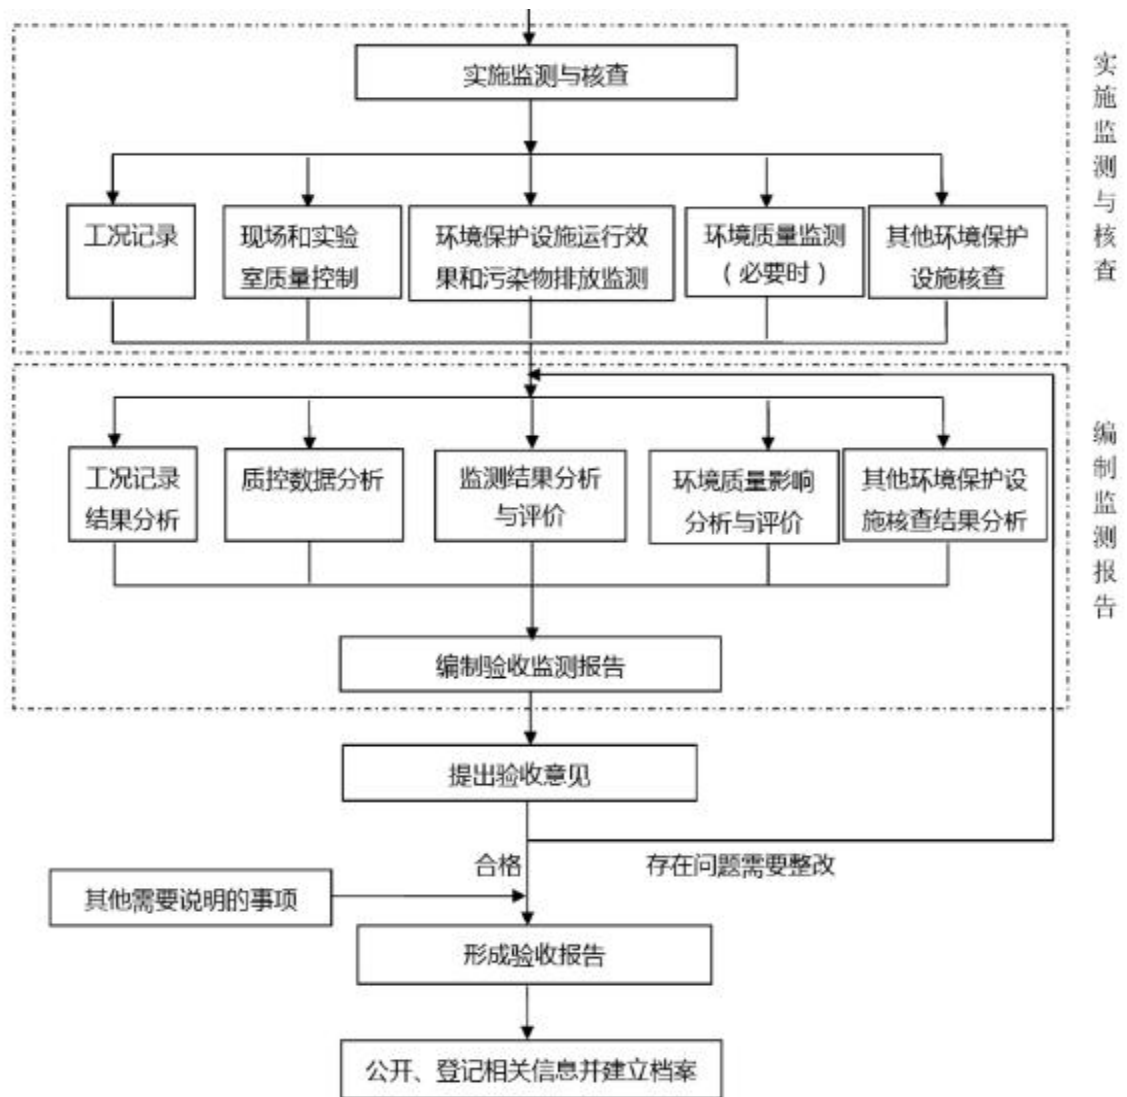 实施监测与核查
实施监测与核查
工况记录
现场和实验
室质量控制
环境保护设施运行效
果和污染物排放监测
环境质量监测
（必要时）
其他环境保护
设施核查
编制监测报告
工况记录
结果分析
质控数据分析
监测结果分析
与评价
环境质量影响
分析与评价
其他环境保护设
施核查结果分析
编制验收监测报告
提出验收意见
合格
存在问题需要整改
其他需要说明的事项
形成验收报告
公开、登记相关信息并建立档案